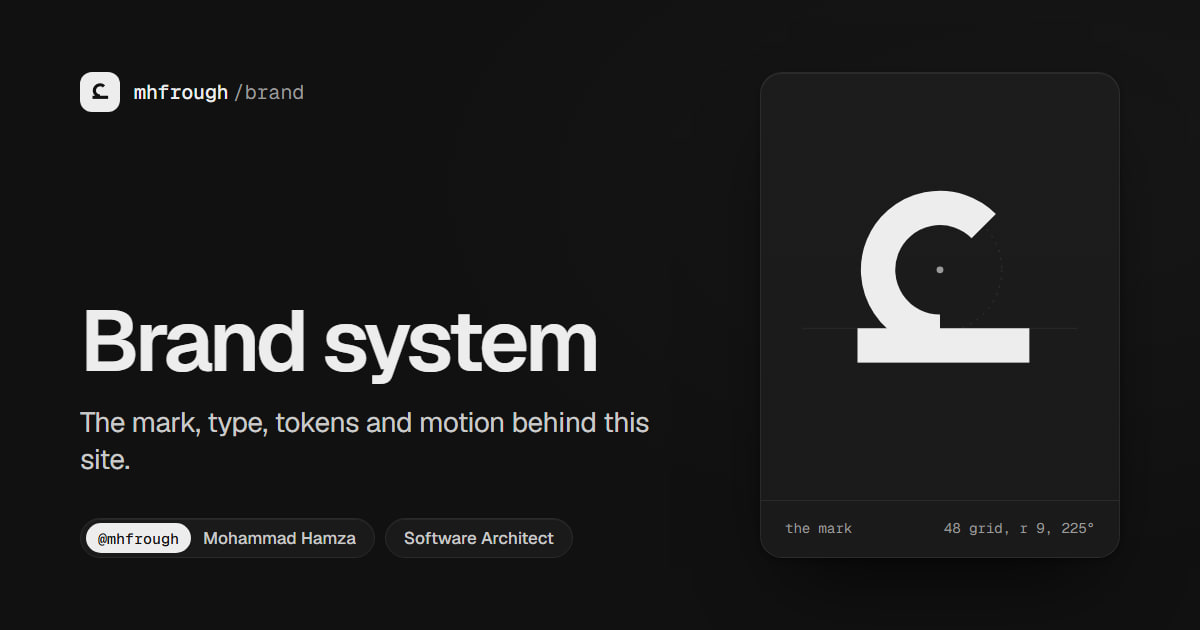 mhfrough /brand
Brand system
The mark, type, tokens and motion behind this
site.
@mhfrough Mohammad Hamza
Software Architect
the mark
48 grid, r 9, 225°